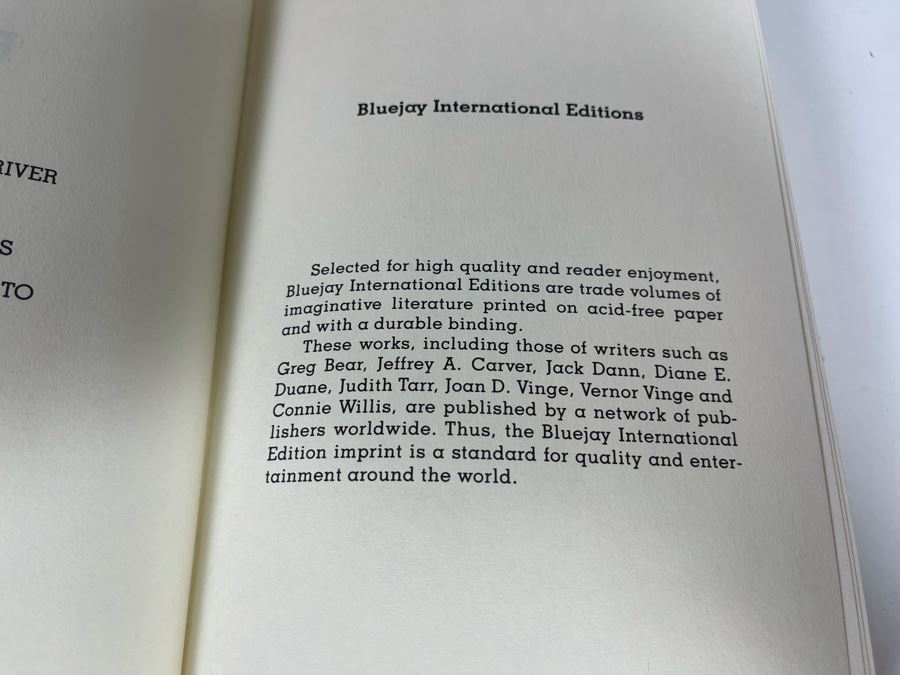 RIVER
S
TO
Bluejay International Editions
Selected for high quality and reader enjoyment,
Bluejay International Editions are trade volumes of
imaginative literature printed on acid-free paper
and with a durable binding.
These works, including those of writers such as
Greg Bear, Jeffrey A. Carver, Jack Dann, Diane E.
Duane, Judith Tarr, Joan D. Vinge, Vernor Vinge and
Connie Willis, are published by a network of pub-
lishers worldwide. Thus, the Bluejay International
Edition imprint is a standard for quality and enter-
tainment around the world.